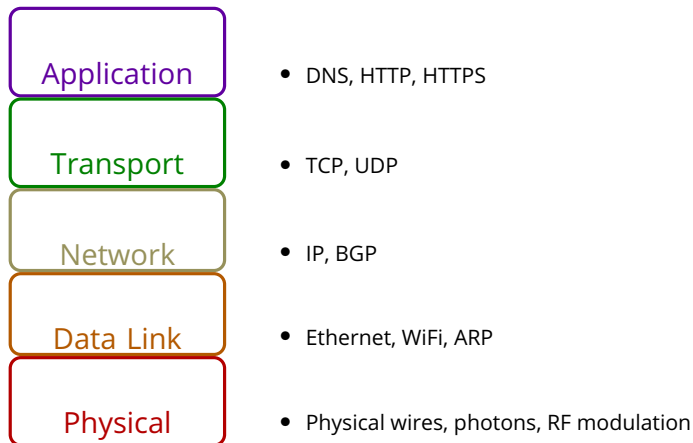 Application
• DNS, HTTP, HTTPS
Transport
• TCP, UDP
Network
• IP, BGP
Data Link
• Ethernet, WiFi, ARP
Physical
• Physical wires, photons, RF modulation